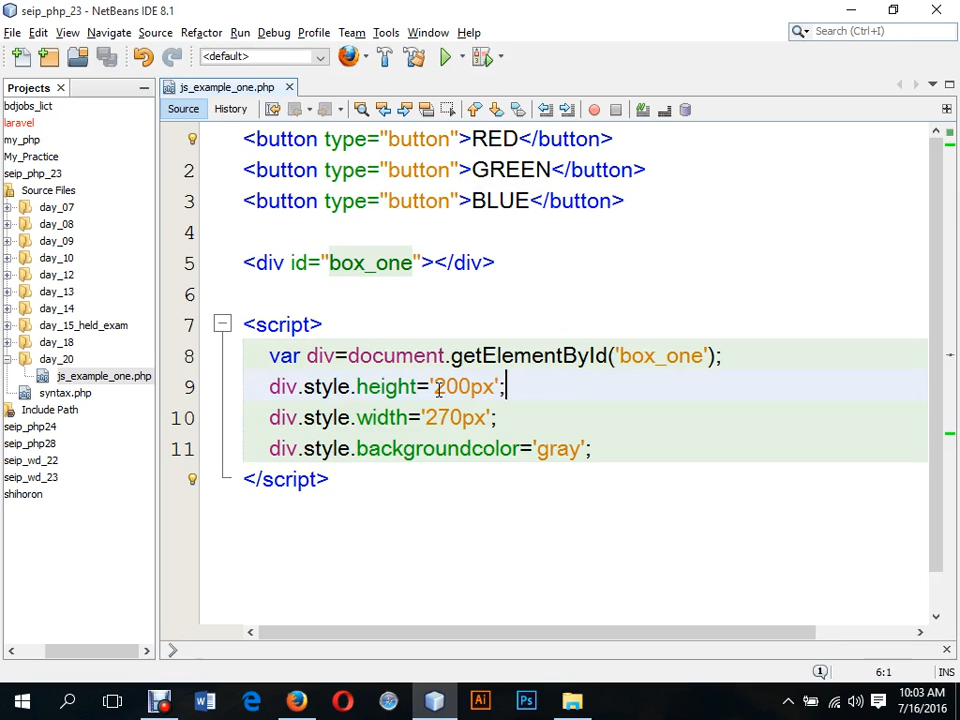 seip_php_23 - NetBeans IDE 8.1
File Edit View Navigate Source Refactor Run Debug Profile Team Tools Window Help
Search (Ctrl+I)
<default>
Projects
js_example_one.php
Source History
bdjobs_lict
laravel
my_php
My_Practice
seip_php_23
Source Files
day_07
day_08
day_09
day_10
day_12
day_13
day_14
day_15_held_exam
day_18
day_20
js_example_one.php
syntax.php
Include Path
seip_php24
seip_php28
seip_wd_22
seip_wd_23
shihoron
<button type="button">RED</button>
2 <button type="button">GREEN</button>
3 <button type="button">BLUE</button>
4
5 <div id="box_one"></div>
6
7 <script>
8 var div=document.getElementById('box_one');
9 div.style.height='200px';
10 div.style.width='270px';
11 div.style.backgroundcolor='gray';
</script>
6:1 INS
Ai Ps
10:03 AM
7/16/2016